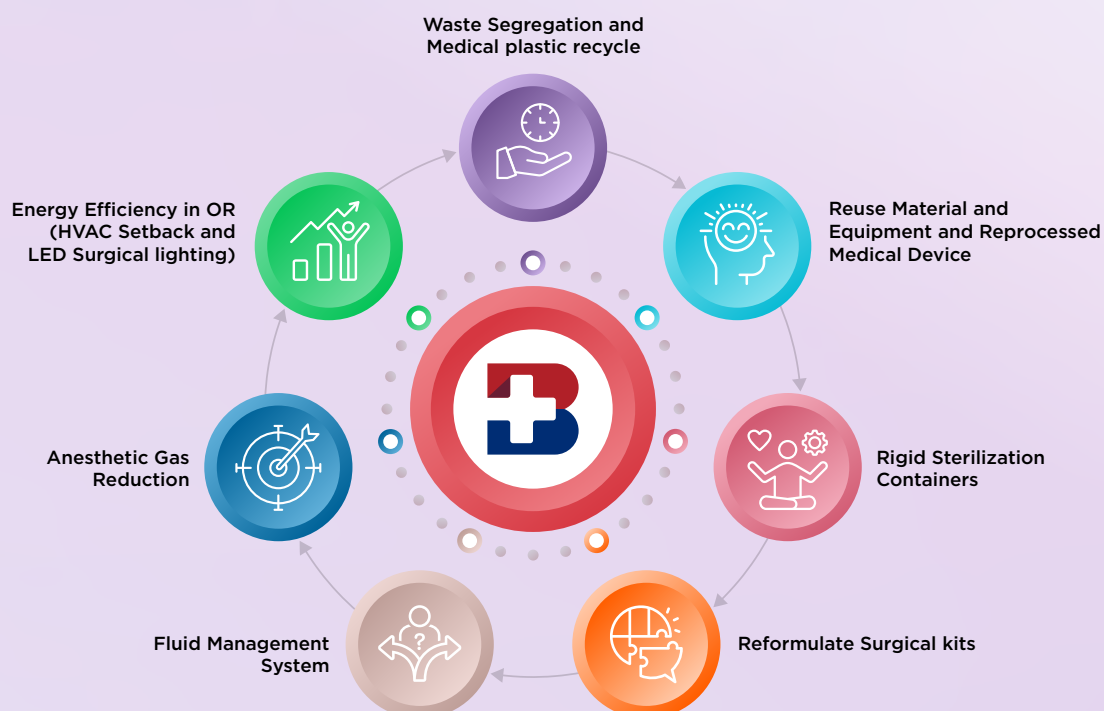 Waste Segregation and
Medical plastic recycle
Energy Efficiency in OR
(HVAC Setback and
LED Surgical lighting)
Reuse Material and
Equipment and Reprocessed
Medical Device
Anesthetic Gas
Reduction
Rigid Sterilization
Containers
Fluid Management
System
?
Reformulate Surgical kits